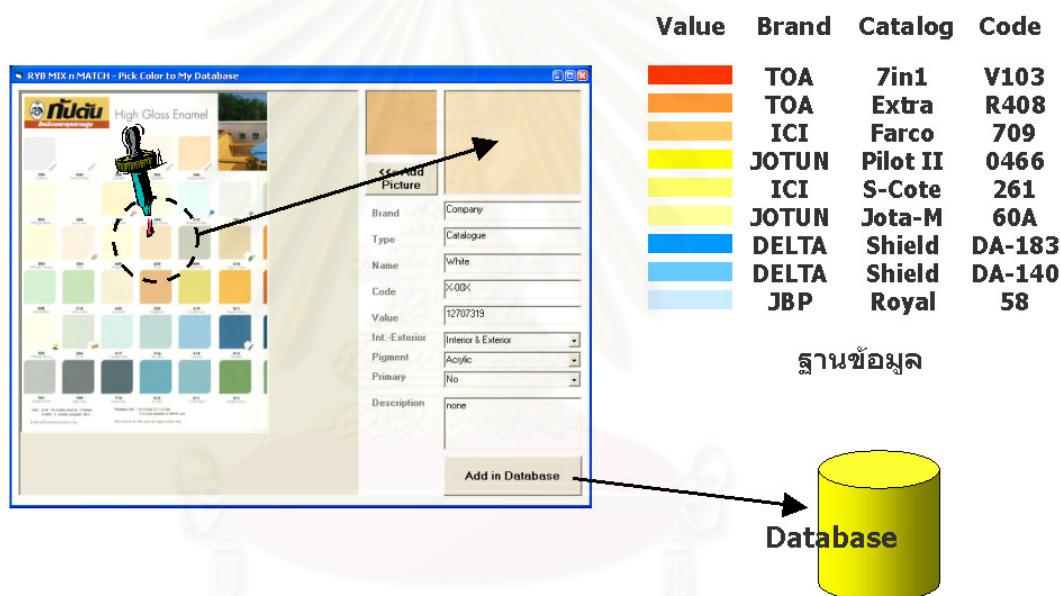 Value Brand Catalog Code
RYB MIX n MATCH - Pick Color to My Database
กัปตัน High Gloss Enamel
<<- Add
Picture
Brand Company
Type Catalogue
Name White
Code X-00X
Value 12707319
Int.-Exterior Interior & Exterior
Pigment Acrylic
Primary No
Description none
Add in Database
TOA 7in1 V103
TOA Extra R408
ICI Farco 709
JOTUN Pilot II 0466
ICI S-Cote 261
JOTUN Jota-M 60A
DELTA Shield DA-183
DELTA Shield DA-140
JBP Royal 58
ฐานข้อมูล
Database